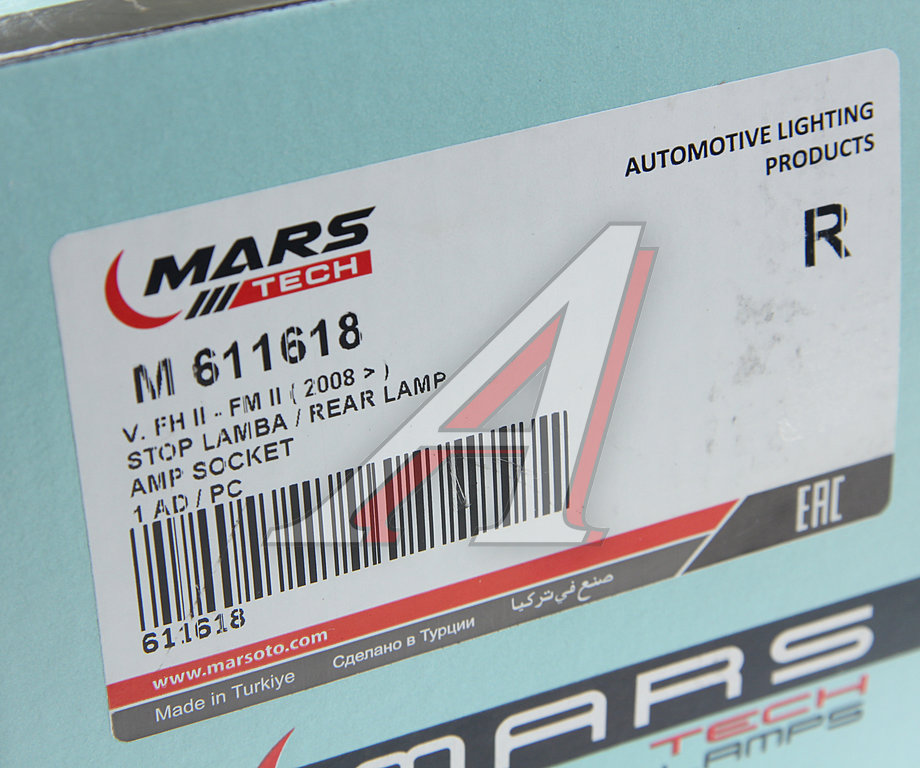 AUTOMOTIVE LIGHTING
PRODUCTS
R
MARS
TECH
M 611618
V. FH II - FM II ( 2008 > )
STOP LAMBA / REAR LAMP
AMP SOCKET
1 AD / PC
611618
EAC
www.marsoto.com
Made in Turkiye
Сделано в Турции
صنع في تركيا
MARS
TECH
LAMPS